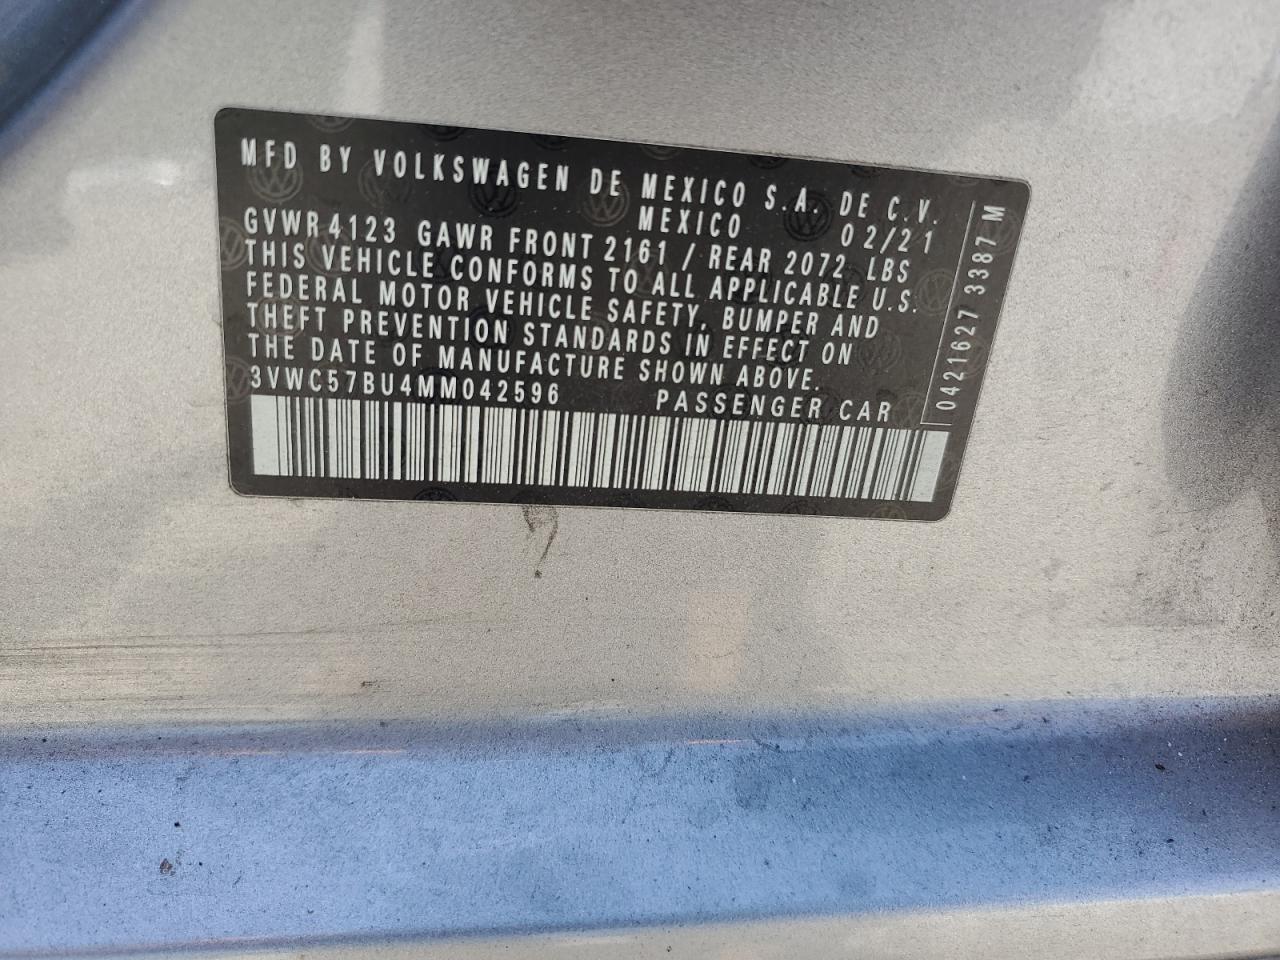 MFD BY VOLKSWAGEN DE MEXICO S.A. DE C.V.
MEXICO 02/21
GVWR 4123 GAWR FRONT 2161 / REAR 2072 LBS
THIS VEHICLE CONFORMS TO ALL APPLICABLE U.S.
FEDERAL MOTOR VEHICLE SAFETY, BUMPER AND
THEFT PREVENTION STANDARDS IN EFFECT ON
THE DATE OF MANUFACTURE SHOWN ABOVE.
3VWC57BU4MM042596 PASSENGER CAR
0421627 3387 M